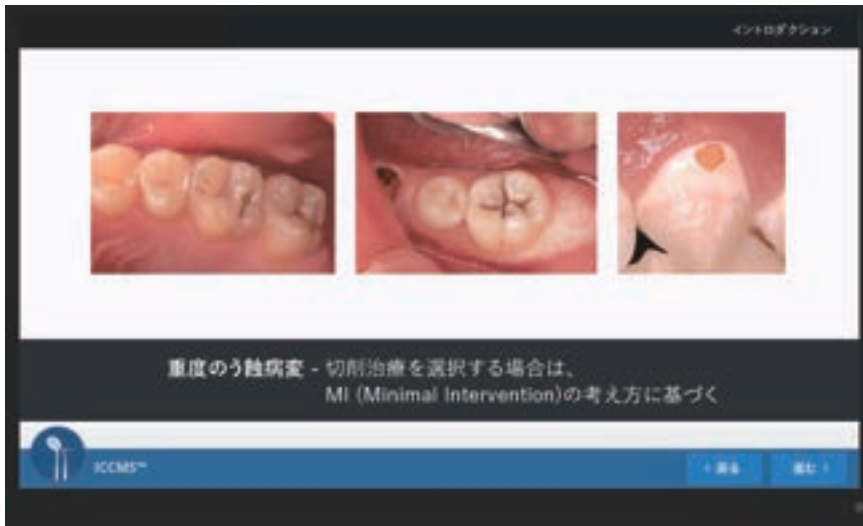 イントロダクション
重度のう蝕病変 - 切削治療を選択する場合は、
MI (Minimal Intervention)の考え方に基づく
ICCMS™
‹ 戻る
進む ›